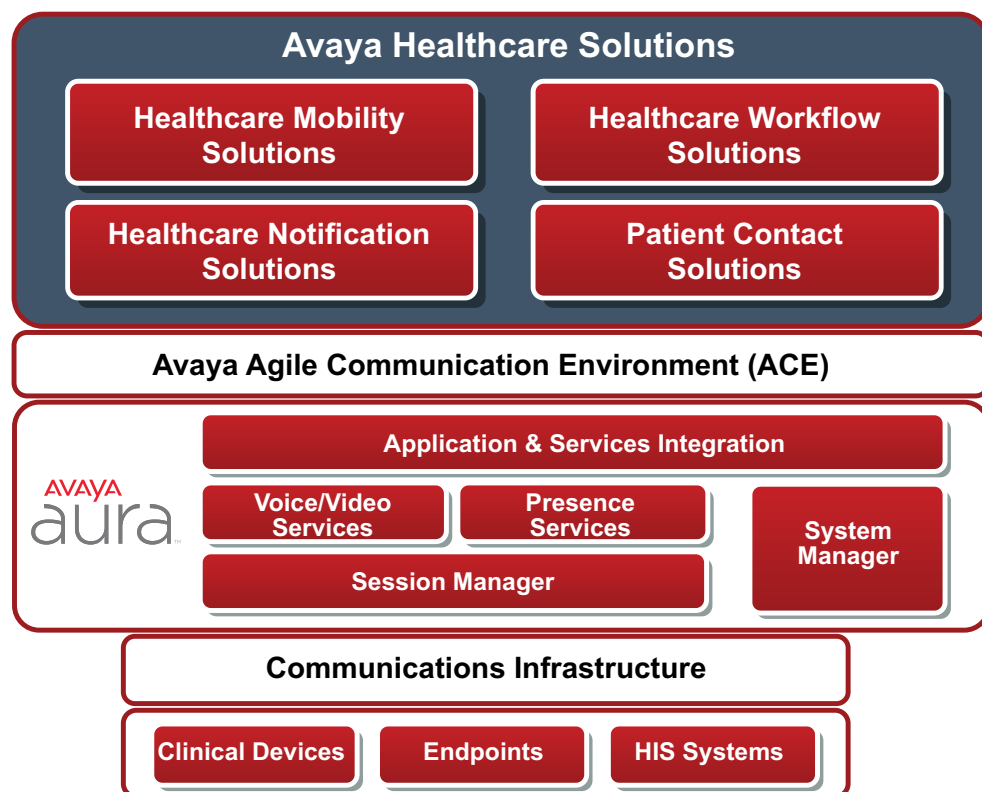 Avaya Healthcare Solutions
Healthcare Mobility
Solutions
Healthcare Workflow
Solutions
Healthcare Notification
Solutions
Patient Contact
Solutions
Avaya Agile Communication Environment (ACE)
AVAYA
aura™
Application & Services Integration
Voice/Video
Services
Presence
Services
System
Manager
Session Manager
Communications Infrastructure
Clinical Devices
Endpoints
HIS Systems